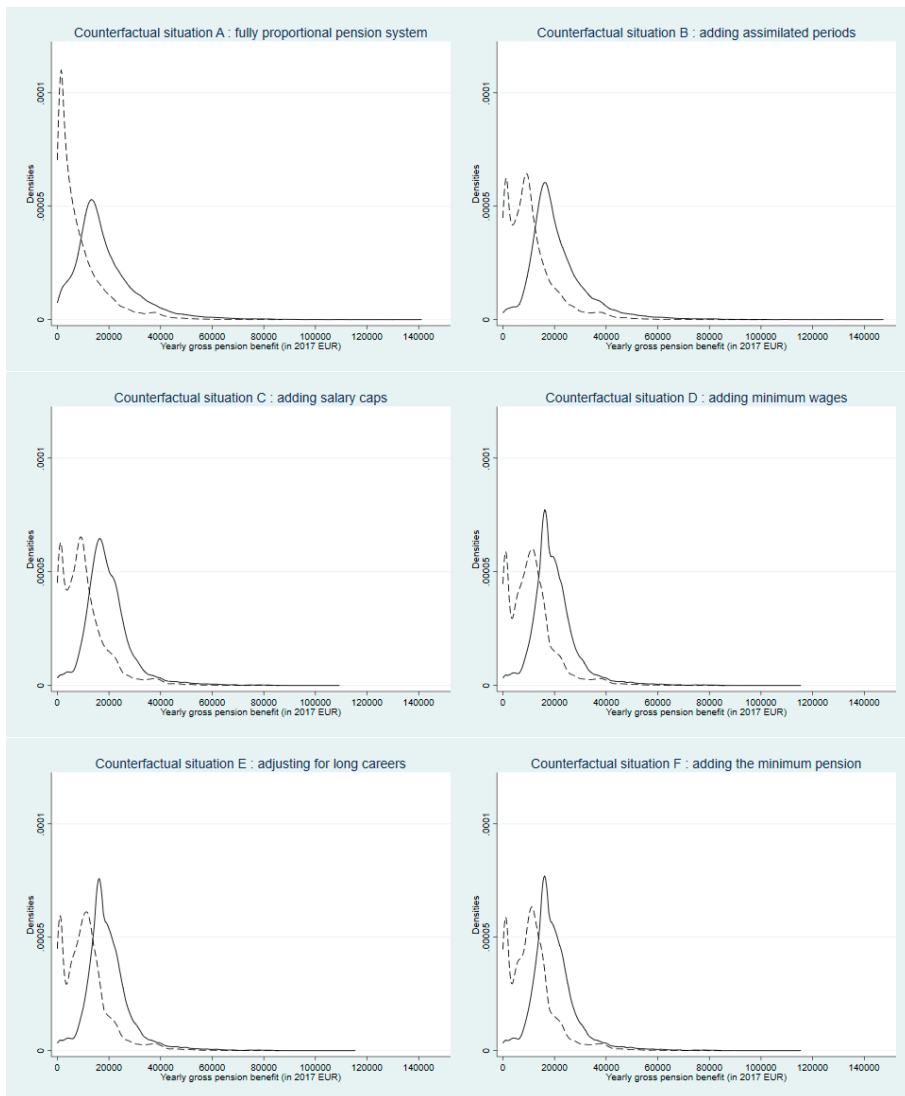 Counterfactual situation A : fully proportional pension system
Densities
0 .00005 .0001
0 20000 40000 60000 80000 100000 120000 140000
Yearly gross pension benefit (in 2017 EUR)
Counterfactual situation B : adding assimilated periods
Densities
0 .00005 .0001
0 20000 40000 60000 80000 100000 120000 140000
Yearly gross pension benefit (in 2017 EUR)
Counterfactual situation C : adding salary caps
Densities
0 .00005 .0001
0 20000 40000 60000 80000 100000 120000 140000
Yearly gross pension benefit (in 2017 EUR)
Counterfactual situation D : adding minimum wages
Densities
0 .00005 .0001
0 20000 40000 60000 80000 100000 120000 140000
Yearly gross pension benefit (in 2017 EUR)
Counterfactual situation E : adjusting for long careers
Densities
0 .00005 .0001
0 20000 40000 60000 80000 100000 120000 140000
Yearly gross pension benefit (in 2017 EUR)
Counterfactual situation F : adding the minimum pension
Densities
0 .00005 .0001
0 20000 40000 60000 80000 100000 120000 140000
Yearly gross pension benefit (in 2017 EUR)